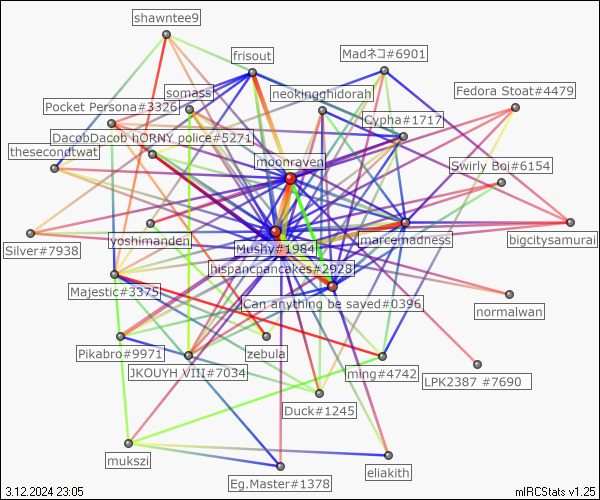 shawntee9
frisout
Madネコ#6901
somass
neokingghidorah
Fedora Stoat#4479
Pocket Persona#3326
Cypha#1717
DacobDacob hORNY police#5271
thesecondtwat
moonraven
Swirly Boi#6154
yoshimanden
Mushy#1984
marcemadness
bigcitysamurai
Silver#7938
hispancpancakes#2928
Majestic#3375
Can anything be saved#0396
normalwan
Pikabro#9971
zebula
JKOUYH VIII#7034
ming#4742
LPK2387 #7690
Duck#1245
mukszi
eliakith
Eg.Master#1378
3.12.2024 23:05
mIRCStats v1.25